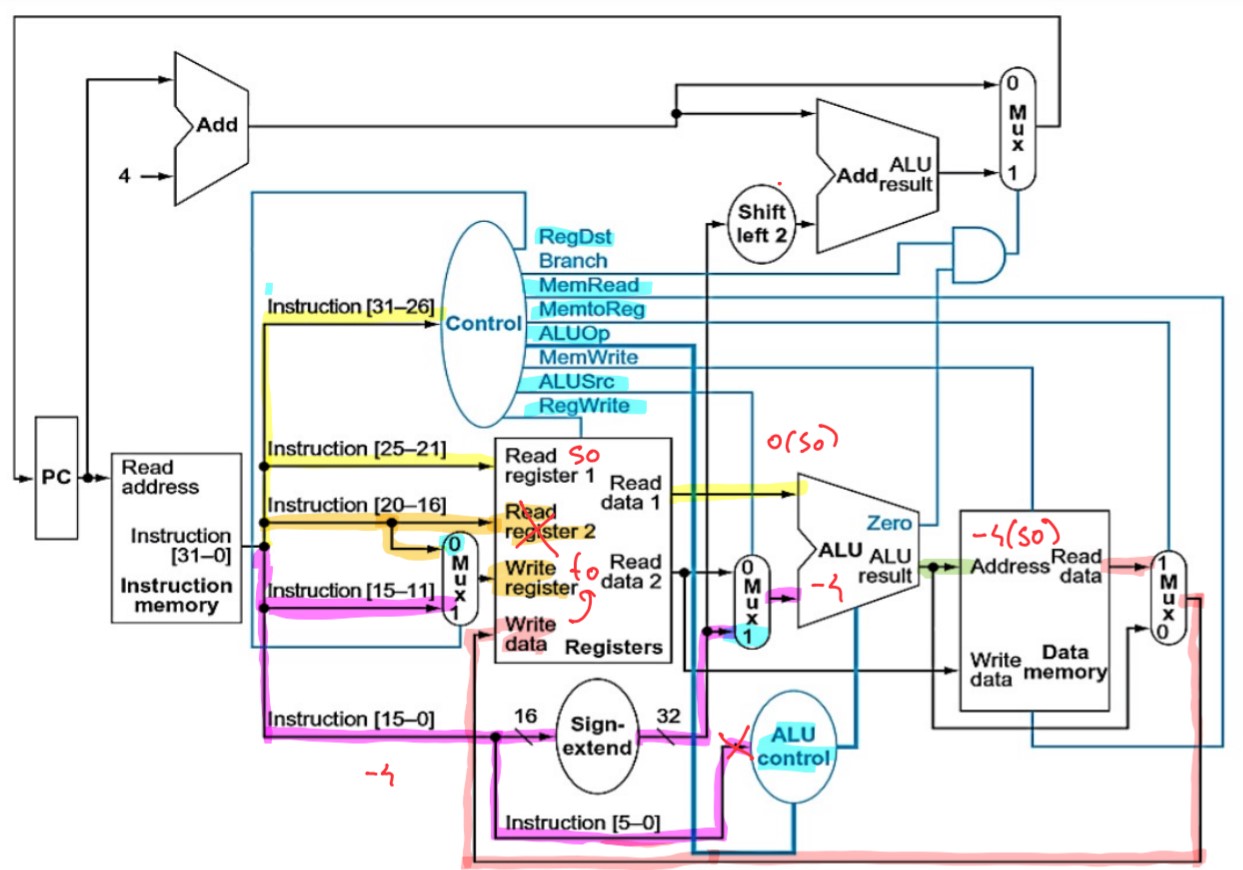 0
Mux
1
Add
4
Add ALU result
Shift left 2
RegDst
Branch
MemRead
MemtoReg
ALUOp
MemWrite
ALUSrc
RegWrite
Control
Instruction [31–26]
Instruction [25–21]
Instruction [20–16]
Instruction [15–11]
Instruction [15–0]
Instruction [5–0]
PC
Read address
Instruction [31–0]
Instruction memory
0
Mux
1
Read register 1
s0
Read register 2
Write register
t0
Write data
Read data 1
Read data 2
Registers
0(s0)
0
Mux
1
-4
Zero
ALU
ALU result
-4(s0)
Address
Read data
Write data
Data memory
1
Mux
0
16
Sign-extend
32
ALU control
-4